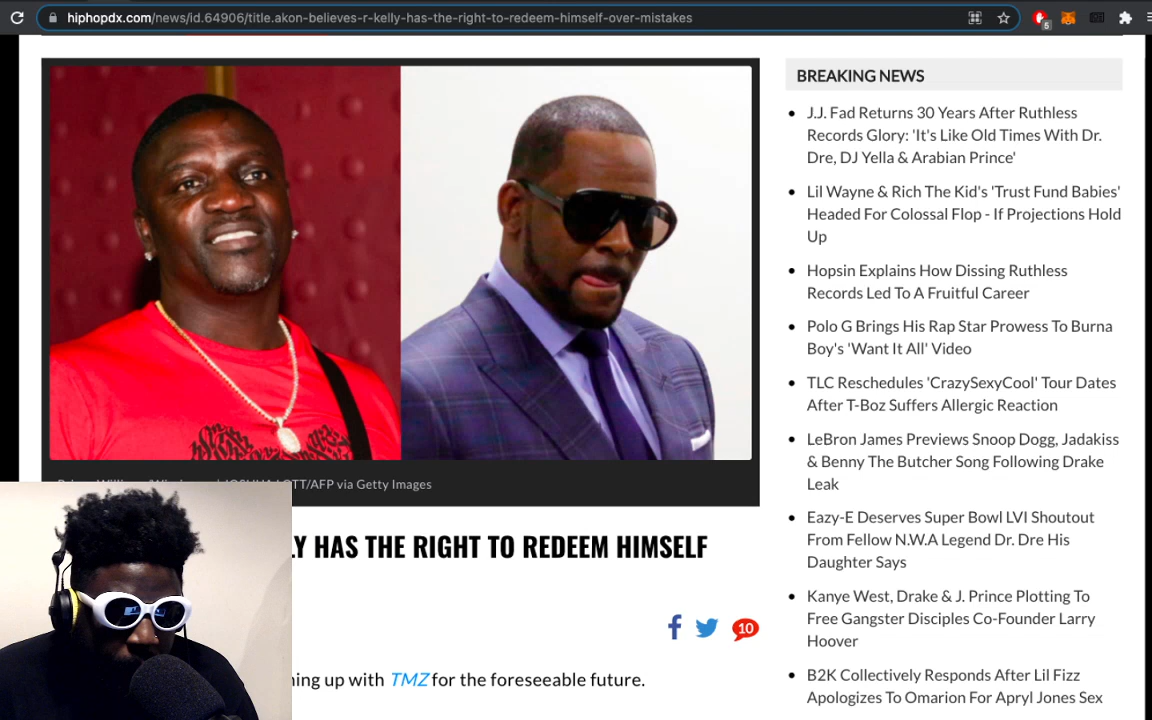 hiphopdx.com/news/id.64906/title.akon-believes-r-kelly-has-the-right-to-redeem-himself-over-mistakes
6
BREAKING NEWS
J.J. Fad Returns 30 Years After Ruthless
Records Glory: 'It's Like Old Times With Dr.
Dre, DJ Yella & Arabian Prince'
Lil Wayne & Rich The Kid's 'Trust Fund Babies'
Headed For Colossal Flop - If Projections Hold
Up
Hopsin Explains How Dissing Ruthless
Records Led To A Fruitful Career
Polo G Brings His Rap Star Prowess To Burna
Boy's 'Want It All' Video
TLC Reschedules 'CrazySexyCool' Tour Dates
After T-Boz Suffers Allergic Reaction
LeBron James Previews Snoop Dogg, Jadakiss
& Benny The Butcher Song Following Drake
Leak
Eazy-E Deserves Super Bowl LVI Shoutout
From Fellow N.W.A Legend Dr. Dre His
Daughter Says
Kanye West, Drake & J. Prince Plotting To
Free Gangster Disciples Co-Founder Larry
Hoover
B2K Collectively Responds After Lil Fizz
Apologizes To Omarion For Apryl Jones Sex
TT/AFP via Getty Images
LY HAS THE RIGHT TO REDEEM HIMSELF
10
ning up with TMZ for the foreseeable future.